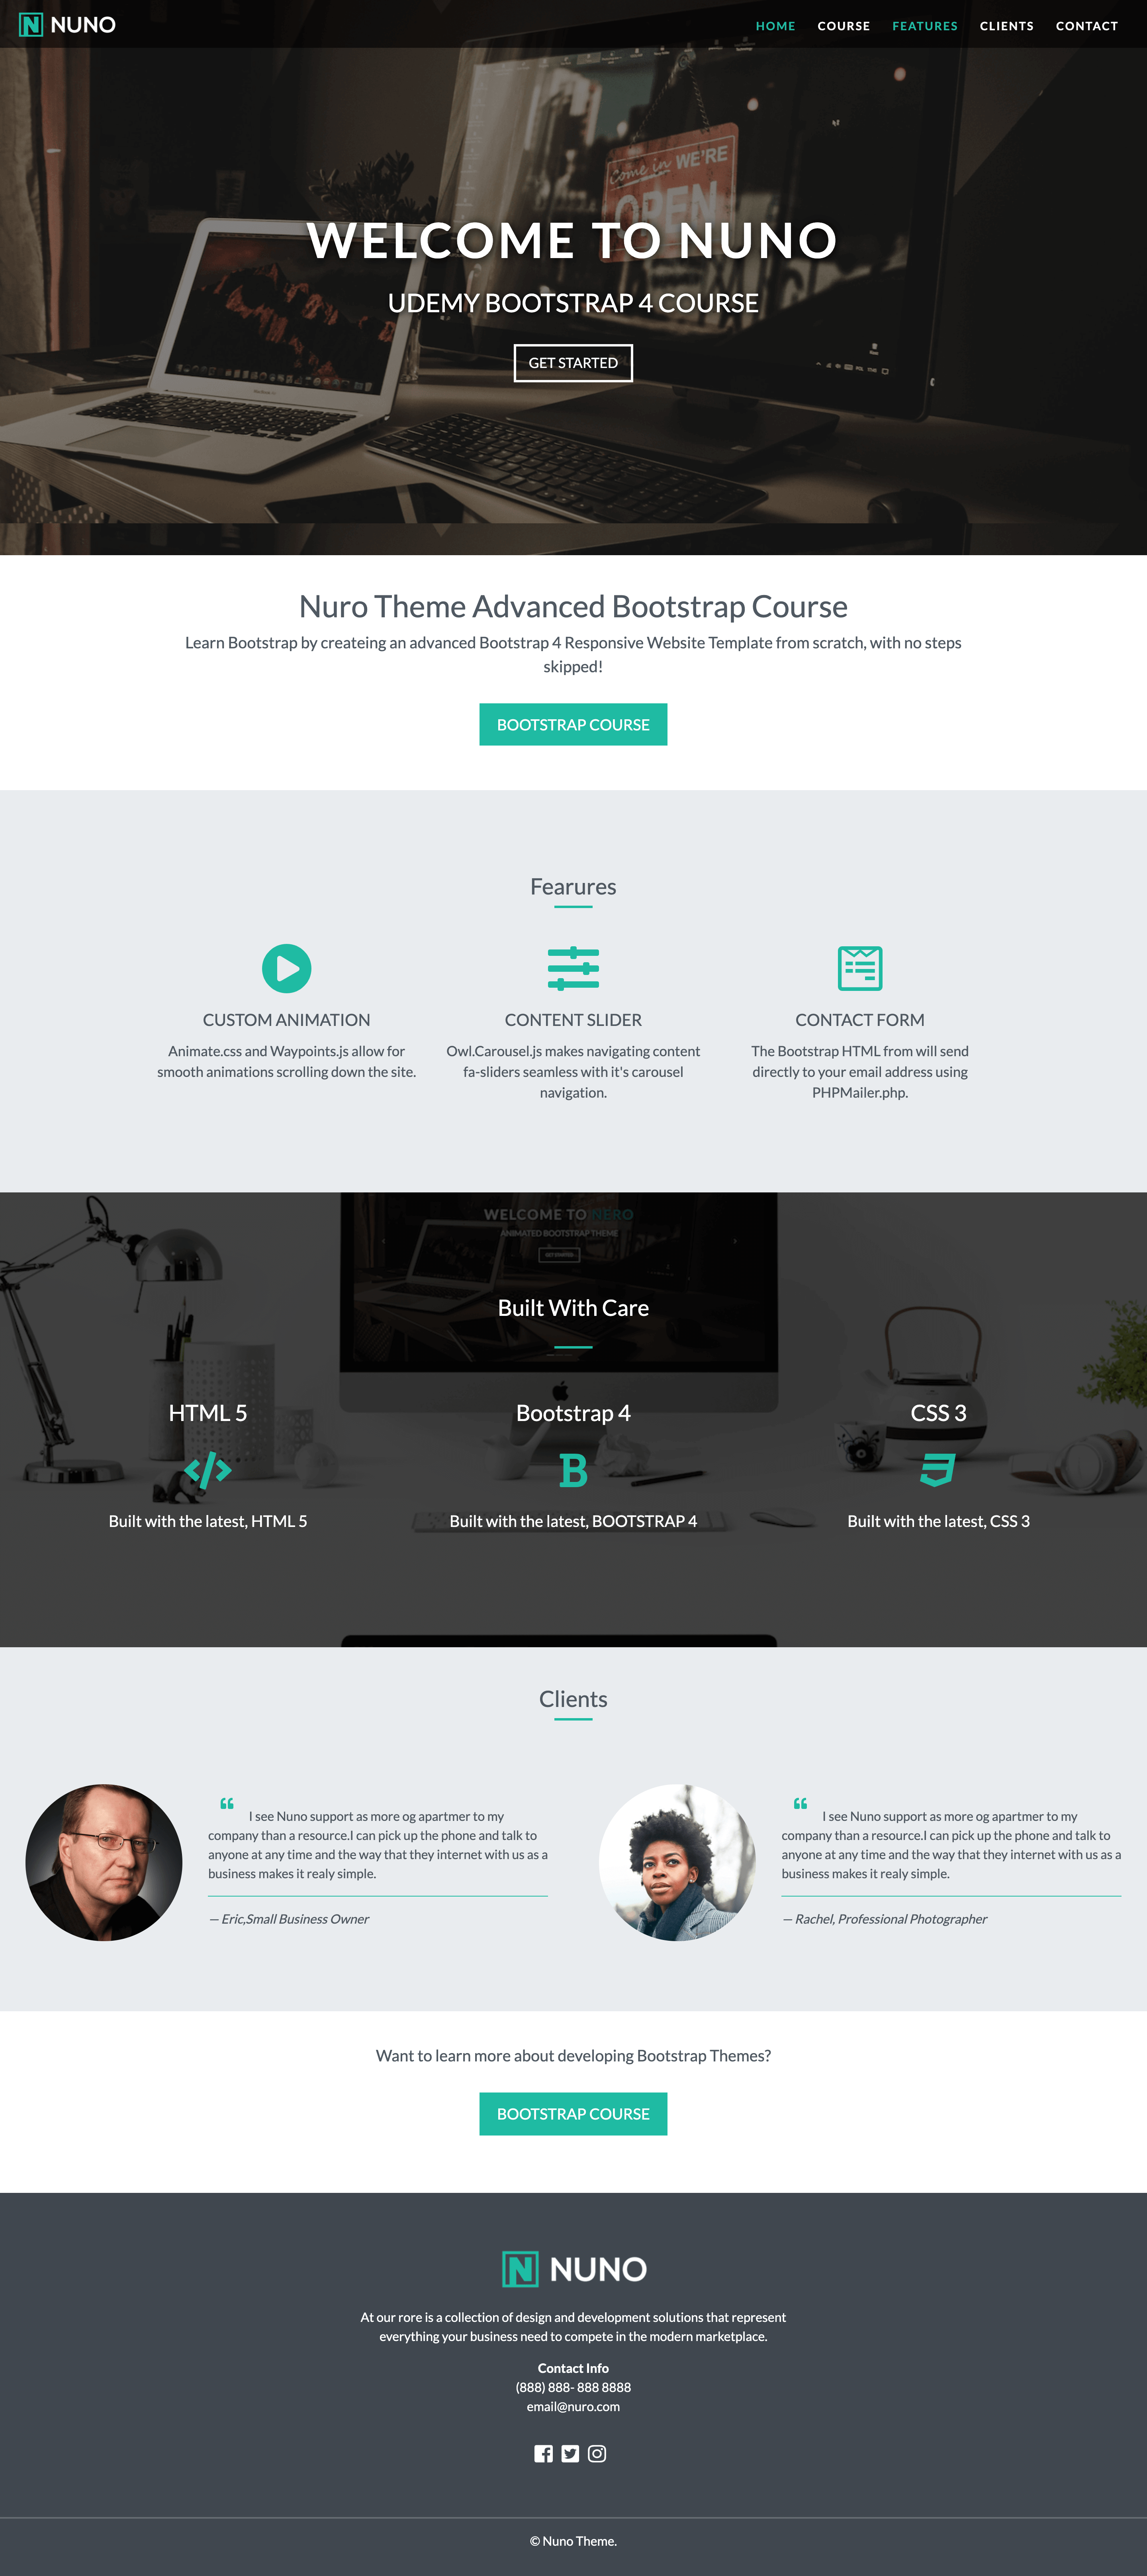 NUNO
HOME COURSE FEATURES CLIENTS CONTACT
come in WE'RE
OPEN
WELCOME TO NUNO
UDEMY BOOTSTRAP 4 COURSE
GET STARTED
Nuro Theme Advanced Bootstrap Course
Learn Bootstrap by createing an advanced Bootstrap 4 Responsive Website Template from scratch, with no steps
skipped!
BOOTSTRAP COURSE
Fearures
CUSTOM ANIMATION
Animate.css and Waypoints.js allow for
smooth animations scrolling down the site.
CONTENT SLIDER
Owl.Carousel.js makes navigating content
fa-sliders seamless with it's carousel
navigation.
CONTACT FORM
The Bootstrap HTML from will send
directly to your email address using
PHPMailer.php.
WELCOME TO NERO
ANIMATED BOOTSTRAP THEME
GET STARTED
Built With Care
HTML 5
Built with the latest, HTML 5
Bootstrap 4
B
Built with the latest, BOOTSTRAP 4
CSS 3
Built with the latest, CSS 3
Clients
“ I see Nuno support as more og apartmer to my
company than a resource.I can pick up the phone and talk to
anyone at any time and the way that they internet with us as a
business makes it realy simple.
— Eric,Small Business Owner
“ I see Nuno support as more og apartmer to my
company than a resource.I can pick up the phone and talk to
anyone at any time and the way that they internet with us as a
business makes it realy simple.
— Rachel, Professional Photographer
Want to learn more about developing Bootstrap Themes?
BOOTSTRAP COURSE
N NUNO
At our rore is a collection of design and development solutions that represent
everything your business need to compete in the modern marketplace.
Contact Info
(888) 888- 888 8888
email@nuro.com
© Nuno Theme.